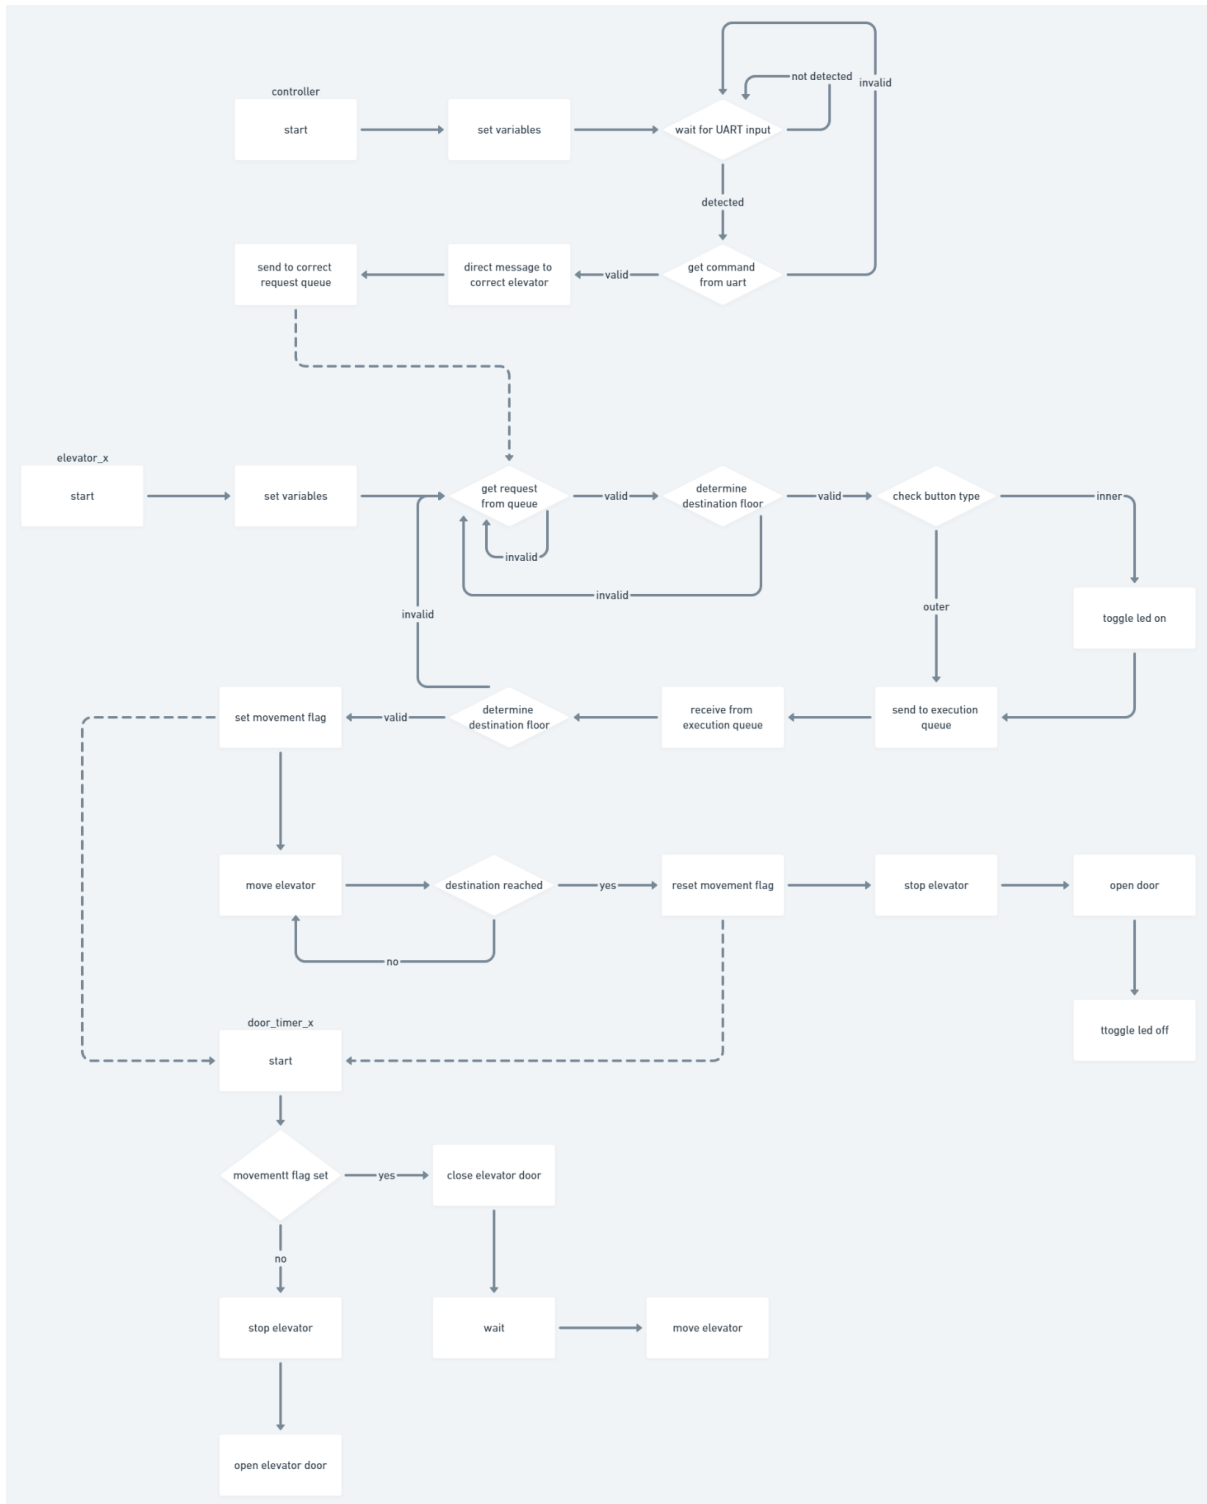 not detected
invalid
controller
start
set variables
wait for UART input
detected
send to correct
request queue
direct message to
correct elevator
valid
get command
from uart
elevator_x
start
set variables
get request
from queue
valid
determine
destination floor
valid
check button type
inner
invalid
invalid
invalid
outer
toggle led on
set movement flag
valid
determine
destination floor
receive from
execution queue
send to execution
queue
move elevator
destination reached
yes
reset movement flag
stop elevator
open door
no
door_timer_x
start
ttoggle led off
movementt flag set
yes
close elevator door
no
stop elevator
wait
move elevator
open elevator door